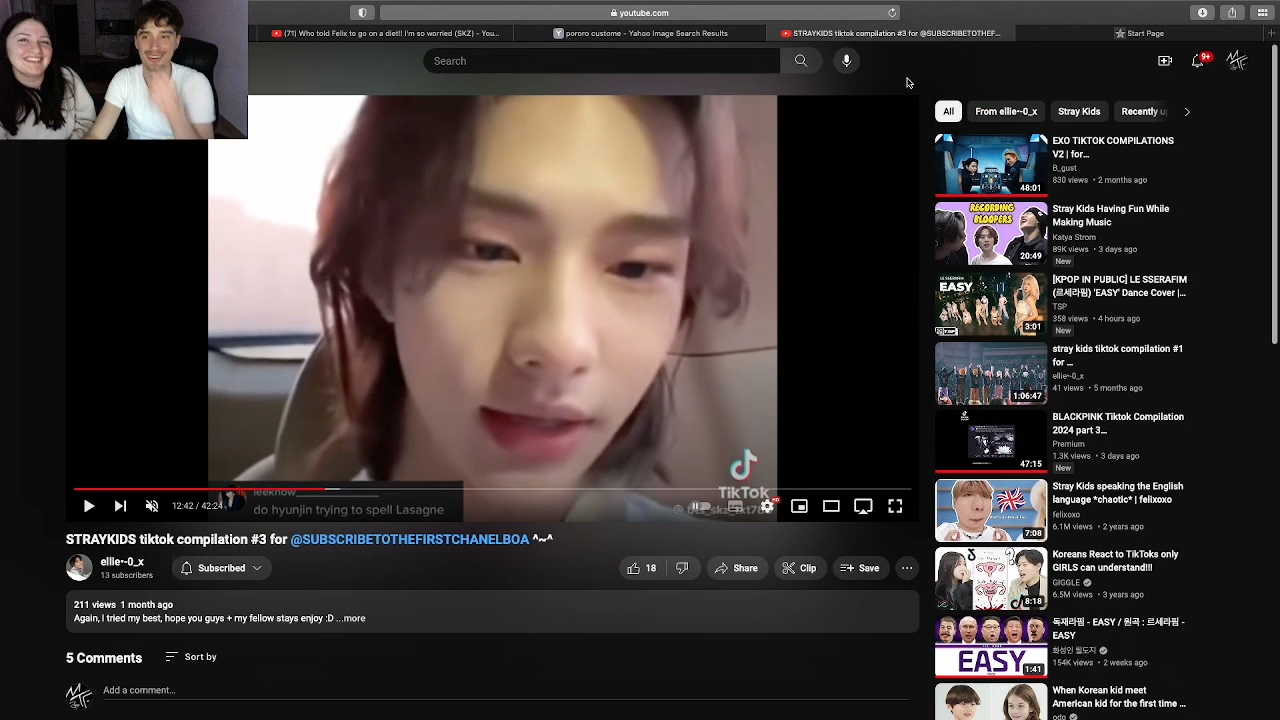 youtube.com
(71) Who told Felix to go on a diet!! I'm so worried (SKZ) - You...
pororo custome - Yahoo Image Search Results
STRAYKIDS tiktok compilation #3 for @SUBSCRIBETOTHEF...
Start Page
Search
9+
TikTok
leeknow
do hyunjin trying to spell Lasagne
12:42 / 42:24
STRAYKIDS tiktok compilation #3 for @SUBSCRIBETOTHEFIRSTCHANELBOA ^~^
ellie•-0_x
13 subscribers
Subscribed
18
Share
Clip
Save
211 views 1 month ago
Again, I tried my best, hope you guys + my fellow stays enjoy :D ...more
5 Comments
Sort by
Add a comment...
All
From ellie•-0_x
Stray Kids
Recently
48:01
EXO TIKTOK COMPILATIONS
V2 | for...
B_gust
830 views • 2 months ago
RECORDING
BLOOPERS
20:49
Stray Kids Having Fun While
Making Music
Katya Strom
89K views • 3 days ago
New
LE SSERAFIM
EASY
3:01
[KPOP IN PUBLIC] LE SSERAFIM
(르세라핌) 'EASY' Dance Cover |...
TSP
358 views • 4 hours ago
New
1:06:47
stray kids tiktok compilation #1
for ...
ellie•-0_x
41 views • 5 months ago
47:15
BLACKPINK Tiktok Compilation
2024 part 3...
Premium
1.3K views • 3 days ago
New
7:08
Stray Kids speaking the English
language *chaotic* | felixoxo
felixoxo
6.1M views • 2 years ago
8:18
Koreans React to TikToks only
GIRLS can understand!!!
GIGGLE
6.5M views • 3 years ago
EASY
1:41
독재라핌 - EASY / 원곡 : 르세라핌 -
EASY
화성인 릴도지
154K views • 2 weeks ago
When Korean kid meet
American kid for the first time ...
odg